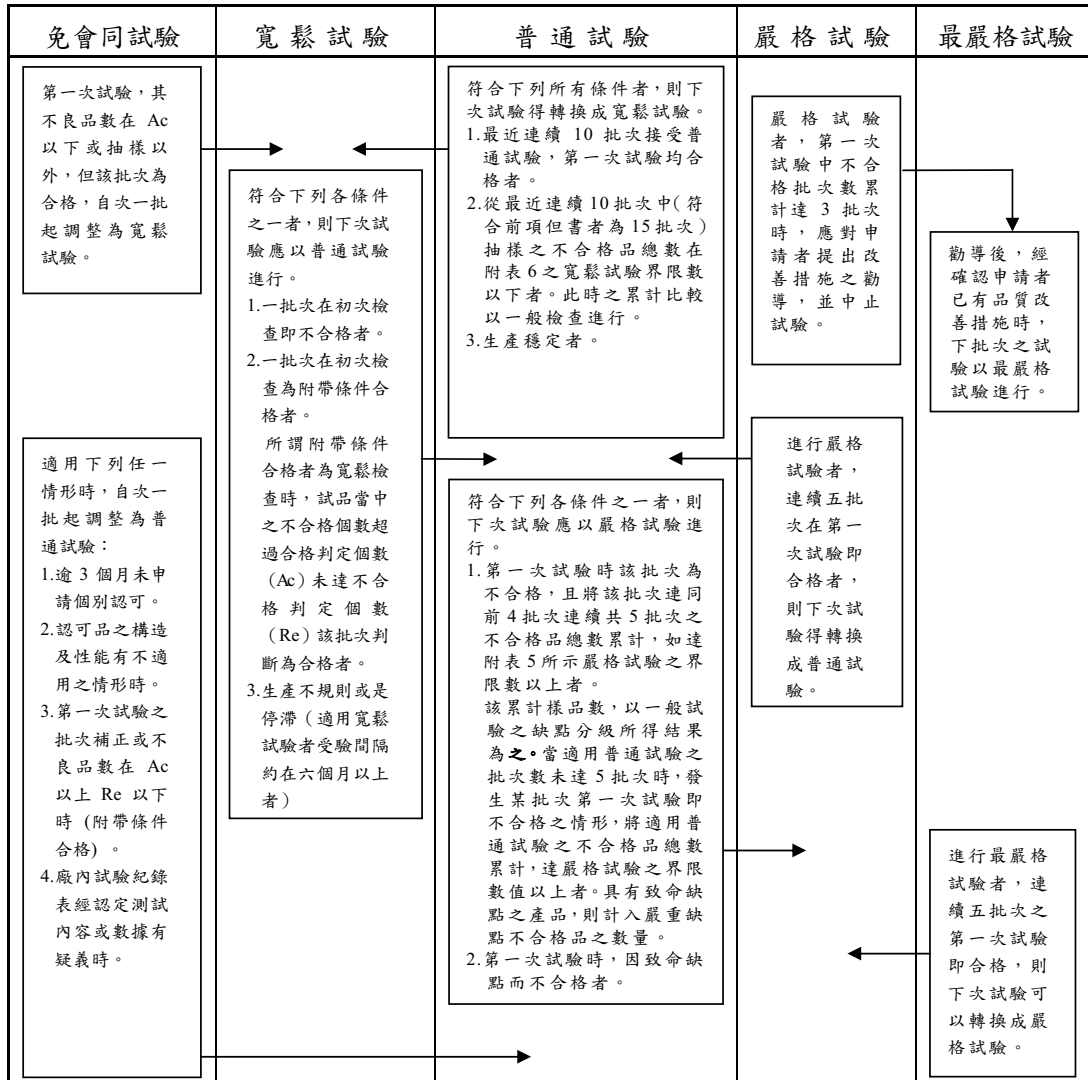 免會同試驗
寬鬆試驗
普通試驗
嚴格試驗
最嚴格試驗
第一次試驗，其
不良品數在 Ac
以下或抽樣以
外，但該批次為
合格，自次一批
起調整為寬鬆
試驗。
適用下列任一
情形時，自次一
批起調整為普
通試驗：
1.逾 3 個月未申
請個別認可。
2.認可品之構造
及性能有不適
用之情形時。
3.第一次試驗之
批次補正或不
良品數在 Ac
以上 Re 以下
時 (附帶條件
合格) 。
4.廠內試驗紀錄
表經認定測試
內容或數據有
疑義時。
符合下列各條件
之一者，則下次試
驗應以普通試驗
進行。
1.一批次在初次檢
查即不合格者。
2.一批次在初次檢
查為附帶條件合
格者。
所謂附帶條件
合格者為寬鬆檢
查時，試品當中
之不合格個數超
過合格判定個數
（Ac）未達不合
格判定個數
（Re）該批次判
斷為合格者。
3.生產不規則或是
停滯（適用寬鬆
試驗者受驗間隔
約在六個月以上
者）
符合下列所有條件者，則下
次試驗得轉換成寬鬆試驗。
1.最近連續 10 批次接受普
通試驗，第一次試驗均合
格者。
2.從最近連續 10 批次中（符
合前項但書者為 15 批次）
抽樣之不合格品總數在
附表 6 之寬鬆試驗界限數
以下者。此時之累計比較
以一般檢查進行。
3.生產穩定者。
符合下列各條件之一者，則
下次試驗應以嚴格試驗進
行。
1.第一次試驗時該批次為
不合格，且將該批次連同
前 4 批次連續共 5 批次之
不合格品總數累計，如達
附表 5 所示嚴格試驗之界
限數以上者。
該累計樣品數，以一般試
驗之缺點分級所得結果
為之。當適用普通試驗之
批次數未達 5 批次時，發
生某批次第一次試驗即
不合格之情形，將適用普
通試驗之不合格品總數
累計，達嚴格試驗之界限
數值以上者。具有致命缺
點之產品，則計入嚴重缺
點不合格品之數量。
2.第一次試驗時，因致命缺
點而不合格者。
嚴格試驗
者，第一次
試驗中不合
格批次數累
計達 3 批次
時，應對申
請者提出改
善措施之勸
導，並中止
試驗。
進行嚴格
試驗者，
連續五批
次在第一
次試驗即
合格者，
則下次試
驗得轉換
成普通試
驗。
勸導後，經
確認申請者
已有品質改
善措施時，
下批次之試
驗以最嚴格
試驗進行。
進行最嚴格
試驗者，連
續五批次之
第一次試驗
即合格，則
下次試驗可
以轉換成嚴
格試驗。